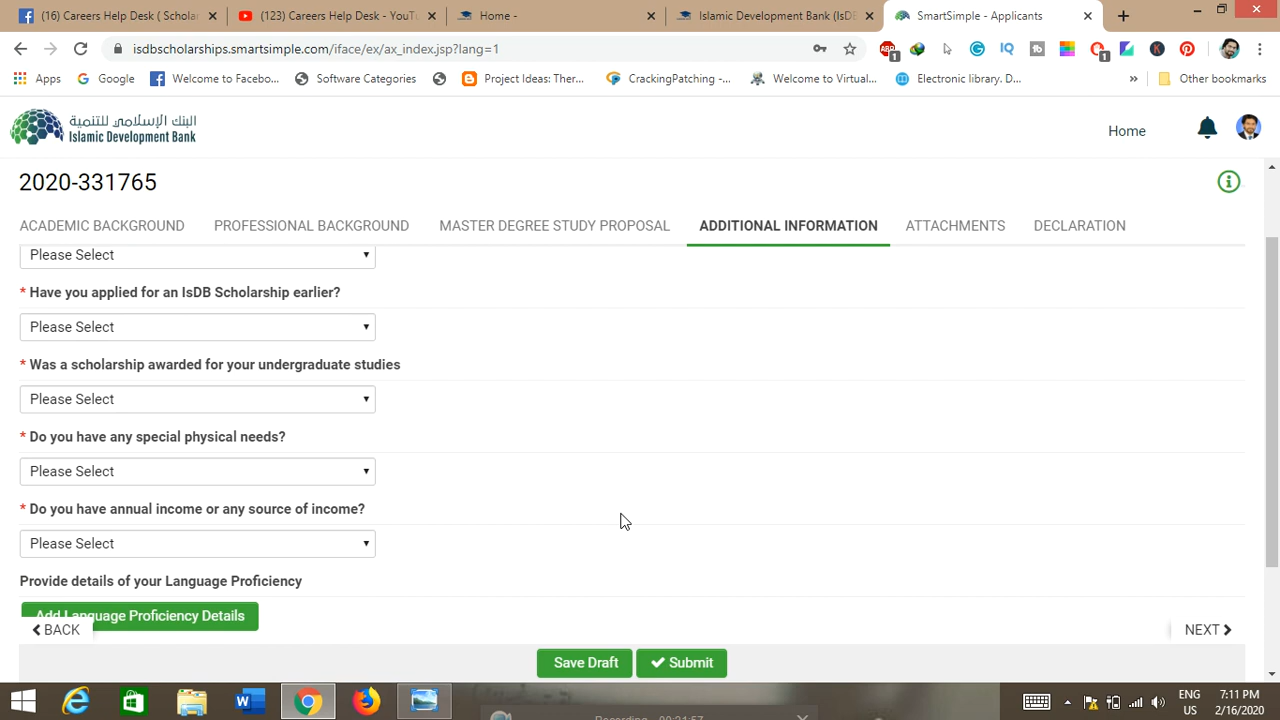 (16) Careers Help Desk ( Schola
(123) Careers Help Desk - YouT
Home -
Islamic Development Bank (IsDB
SmartSimple - Applicants
isdbscholarships.smartsimple.com/iface/ex/ax_index.jsp?lang=1
Apps
Google
Welcome to Facebo...
Software Categories
Project Ideas: Ther...
CrackingPatching -...
Welcome to Virtual...
Electronic library. D...
Other bookmarks
البنك الإسلامي للتنمية
Islamic Development Bank
Home
2020-331765
ACADEMIC BACKGROUND
PROFESSIONAL BACKGROUND
MASTER DEGREE STUDY PROPOSAL
ADDITIONAL INFORMATION
ATTACHMENTS
DECLARATION
Please Select
* Have you applied for an IsDB Scholarship earlier?
Please Select
* Was a scholarship awarded for your undergraduate studies
Please Select
* Do you have any special physical needs?
Please Select
* Do you have annual income or any source of income?
Please Select
Provide details of your Language Proficiency
Add Language Proficiency Details
BACK
NEXT
Save Draft
Submit
ENG
US
7:11 PM
2/16/2020